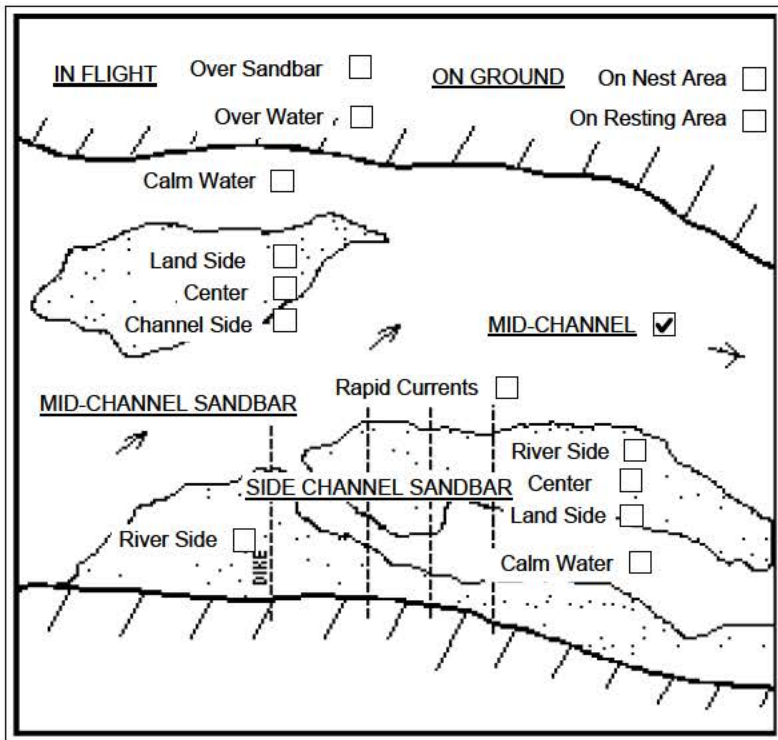 IN FLIGHT Over Sandbar ON GROUND On Nest Area
Over Water On Resting Area
Calm Water
Land Side
Center
Channel Side
MID-CHANNEL
Rapid Currents
MID-CHANNEL SANDBAR
River Side
SIDE CHANNEL SANDBAR Center
Land Side
River Side
DIKE
Calm Water